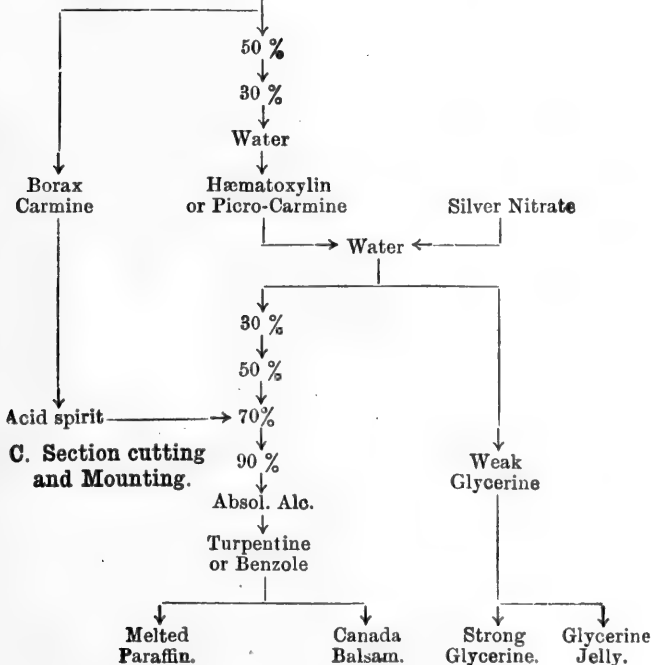 50 %
30 %
Water
Borax
Carmine
Hæmatoxylin
or Picro-Carmine
Silver Nitrate
Water
30 %
50 %
Acid spirit
70%
C. Section cutting
and Mounting.
90 %
Weak
Glycerine
Absol. Alc.
Turpentine
or Benzole
Melted
Paraffin.
Canada
Balsam.
Strong
Glycerine.
Glycerine
Jelly.